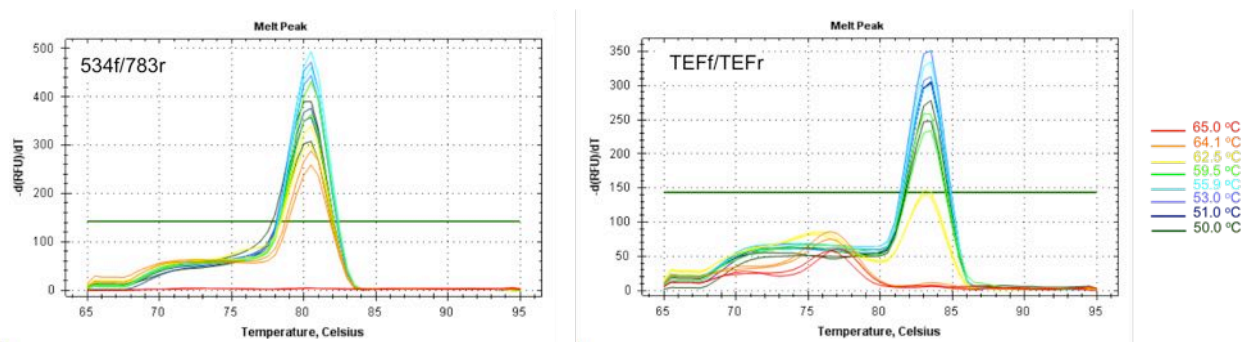 Melt Peak
534f/783r
500
400
300
200
100
0
-d(RFU)/dT
65
70
75
80
85
90
95
Temperature, Celsius
Melt Peak
TEFf/TEFr
350
300
250
200
150
100
50
0
-d(RFU)/dT
65
70
75
80
85
90
95
Temperature, Celsius
65.0 ºC
64.1 ºC
62.5 ºC
59.5 ºC
55.9 ºC
53.0 ºC
51.0 ºC
50.0 ºC